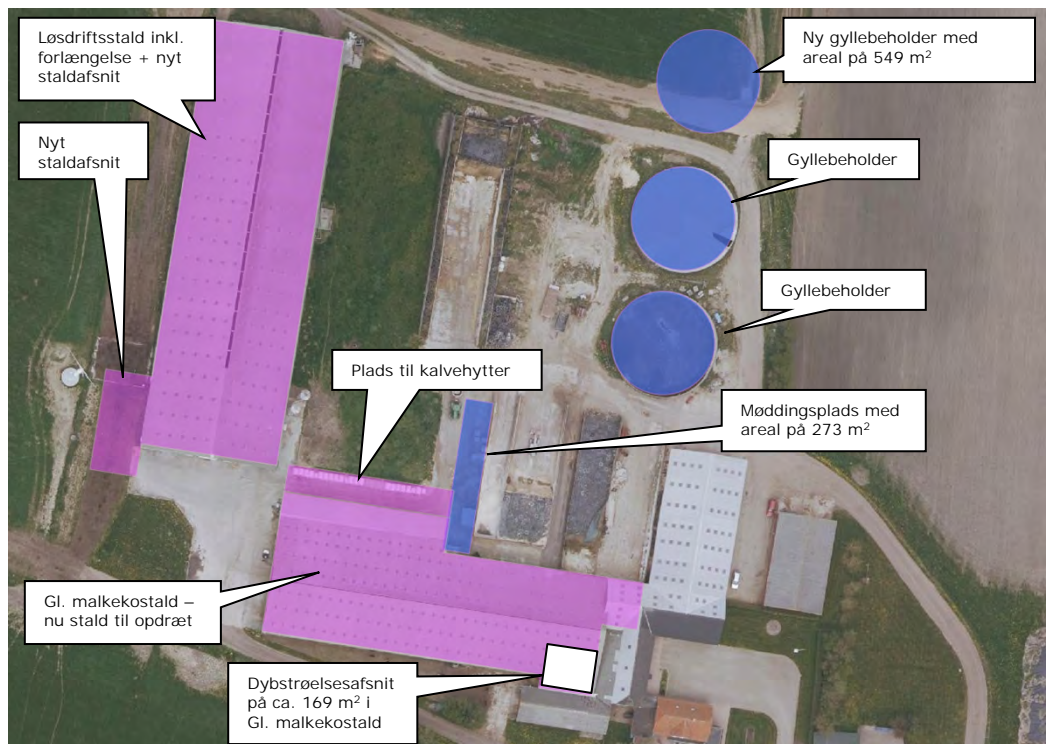 Løsdriftsstald inkl.
forlængelse + nyt
staldafsnit
Ny gyllebeholder med
areal på 549 m²
Nyt
staldafsnit
Gyllebeholder
Gyllebeholder
Plads til kalvehytter
Møddingsplads med
areal på 273 m²
Gl. malkekostald –
nu stald til opdræt
Dybstrøelsesafsnit
på ca. 169 m² i
Gl. malkekostald